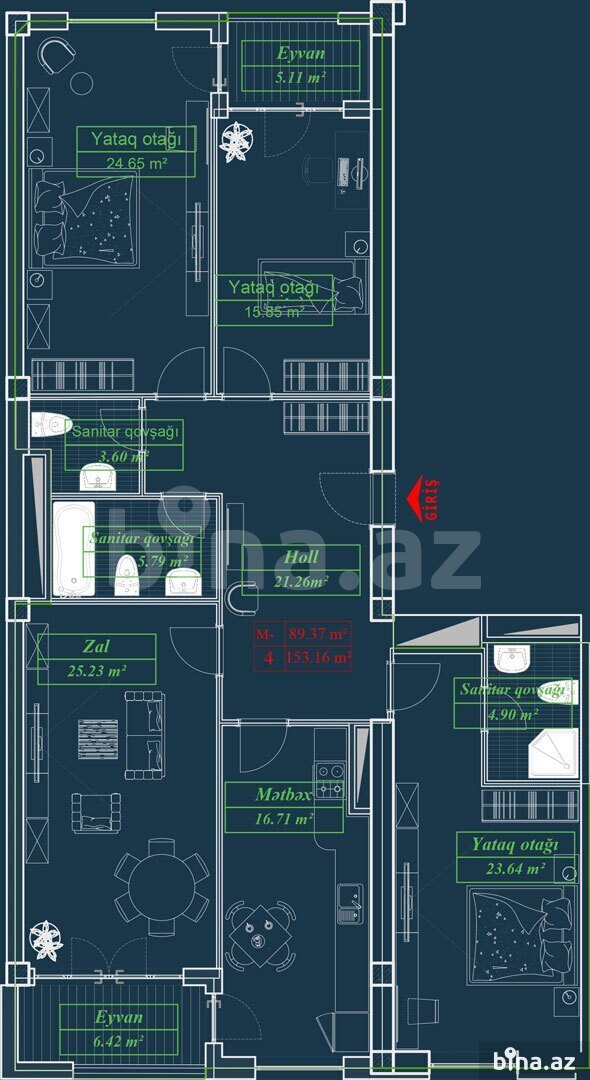 Eyvan
5.11 m²
Yataq otağı
24.65 m²
Yataq otağı
15.85 m²
Sanitar qovşağı
3.60 m²
GİRİŞ
Sanitar qovşağı
5.79 m²
bina.az
Holl
21.26m²
M- 89.37 m²
4 153.16 m²
Zal
25.23 m²
Sanitar qovşağı
4.90 m²
Mətbəx
16.71 m²
Yataq otağı
23.64 m²
Eyvan
6.42 m²
bina.az